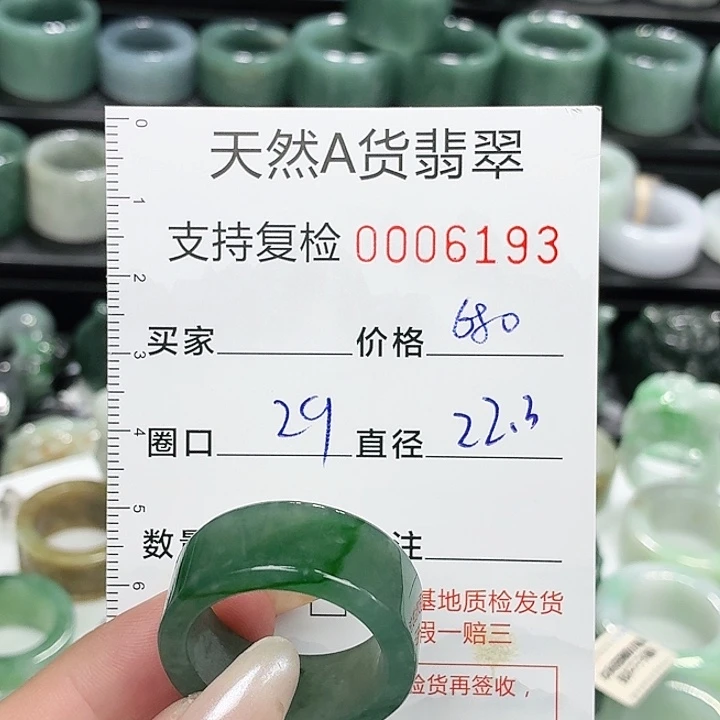 天然A货翡翠
支持复检 0006193
买家 价格 680
圈口 29 直径 22.3
数 注
基地质检发货
假一赔三
验货再签收，
0
1
2
3
4
5
6